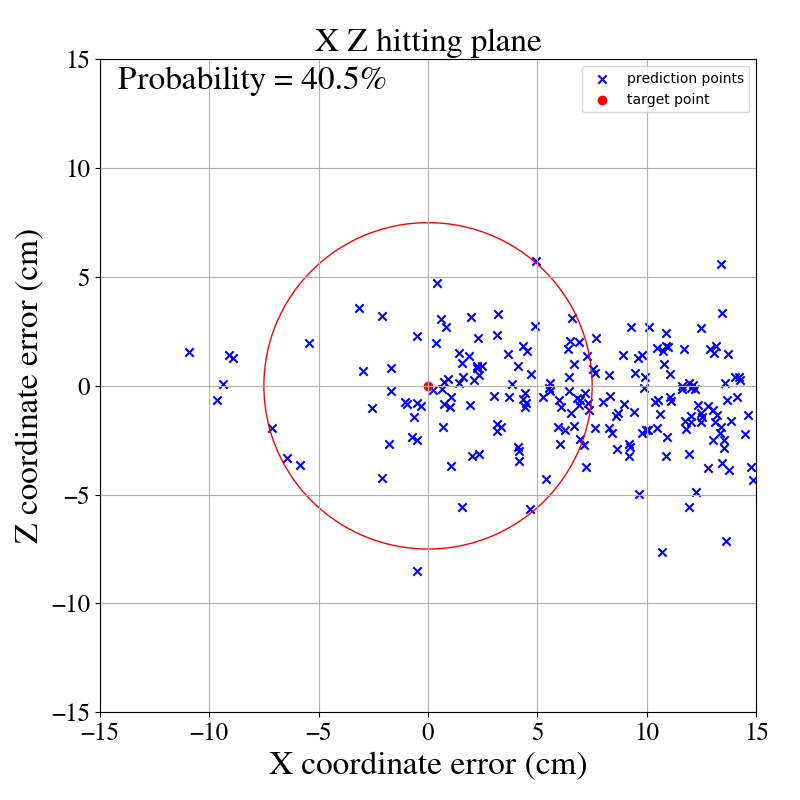 X Z hitting plane
Probability = 40.5%
prediction points
target point
Z coordinate error (cm)
15
10
5
0
−5
−10
−15
−15
−10
−5
0
5
10
15
X coordinate error (cm)